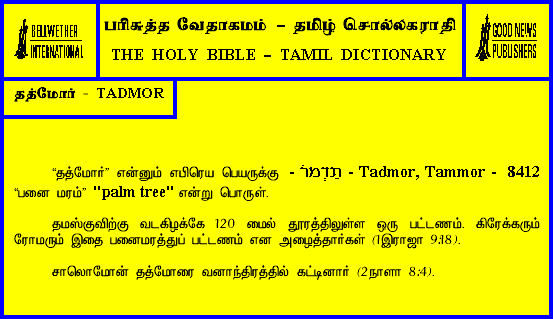 BELLWETHER
INTERNATIONAL
பரிசுத்த வேதாகமம் – தமிழ் சொல்லகராதி
THE HOLY BIBLE – TAMIL DICTIONARY
GOOD NEWS
PUBLISHERS
தத்மோர் - TADMOR
“தத்மோர்” என்னும் எபிரெய பெயருக்கு - תַּדְמֹר - Tadmor, Tammor - 8412
“பனை மரம்” "palm tree" என்று பொருள்.
தமஸ்குவிற்கு வடகிழக்கே 120 மைல் தூரத்திலுள்ள ஒரு பட்டணம். கிரேக்கரும்
ரோமரும் இதை பனைமரத்துப் பட்டணம் என அழைத்தார்கள் (1இராஜா 9:18).
சாலொமோன் தத்மோரை வனாந்திரத்தில் கட்டினார் (2நாளா 8:4).